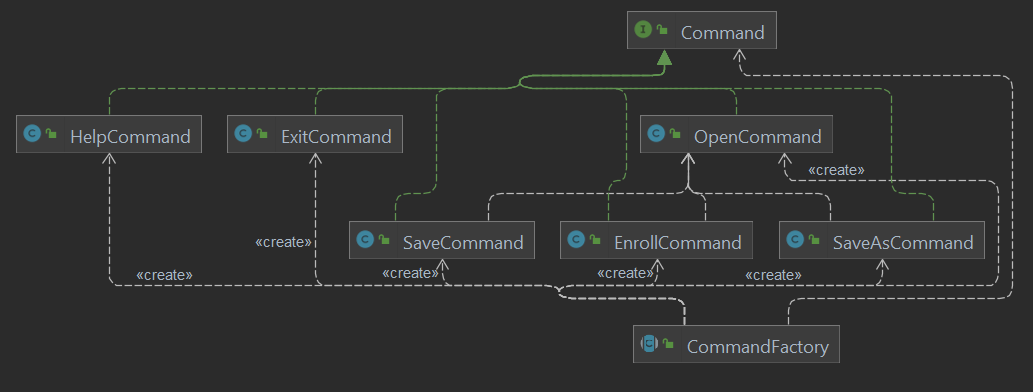 Command
HelpCommand
ExitCommand
OpenCommand
«create»
SaveCommand
EnrollCommand
SaveAsCommand
«create»
«create»
«create»
«create»
«create»
CommandFactory